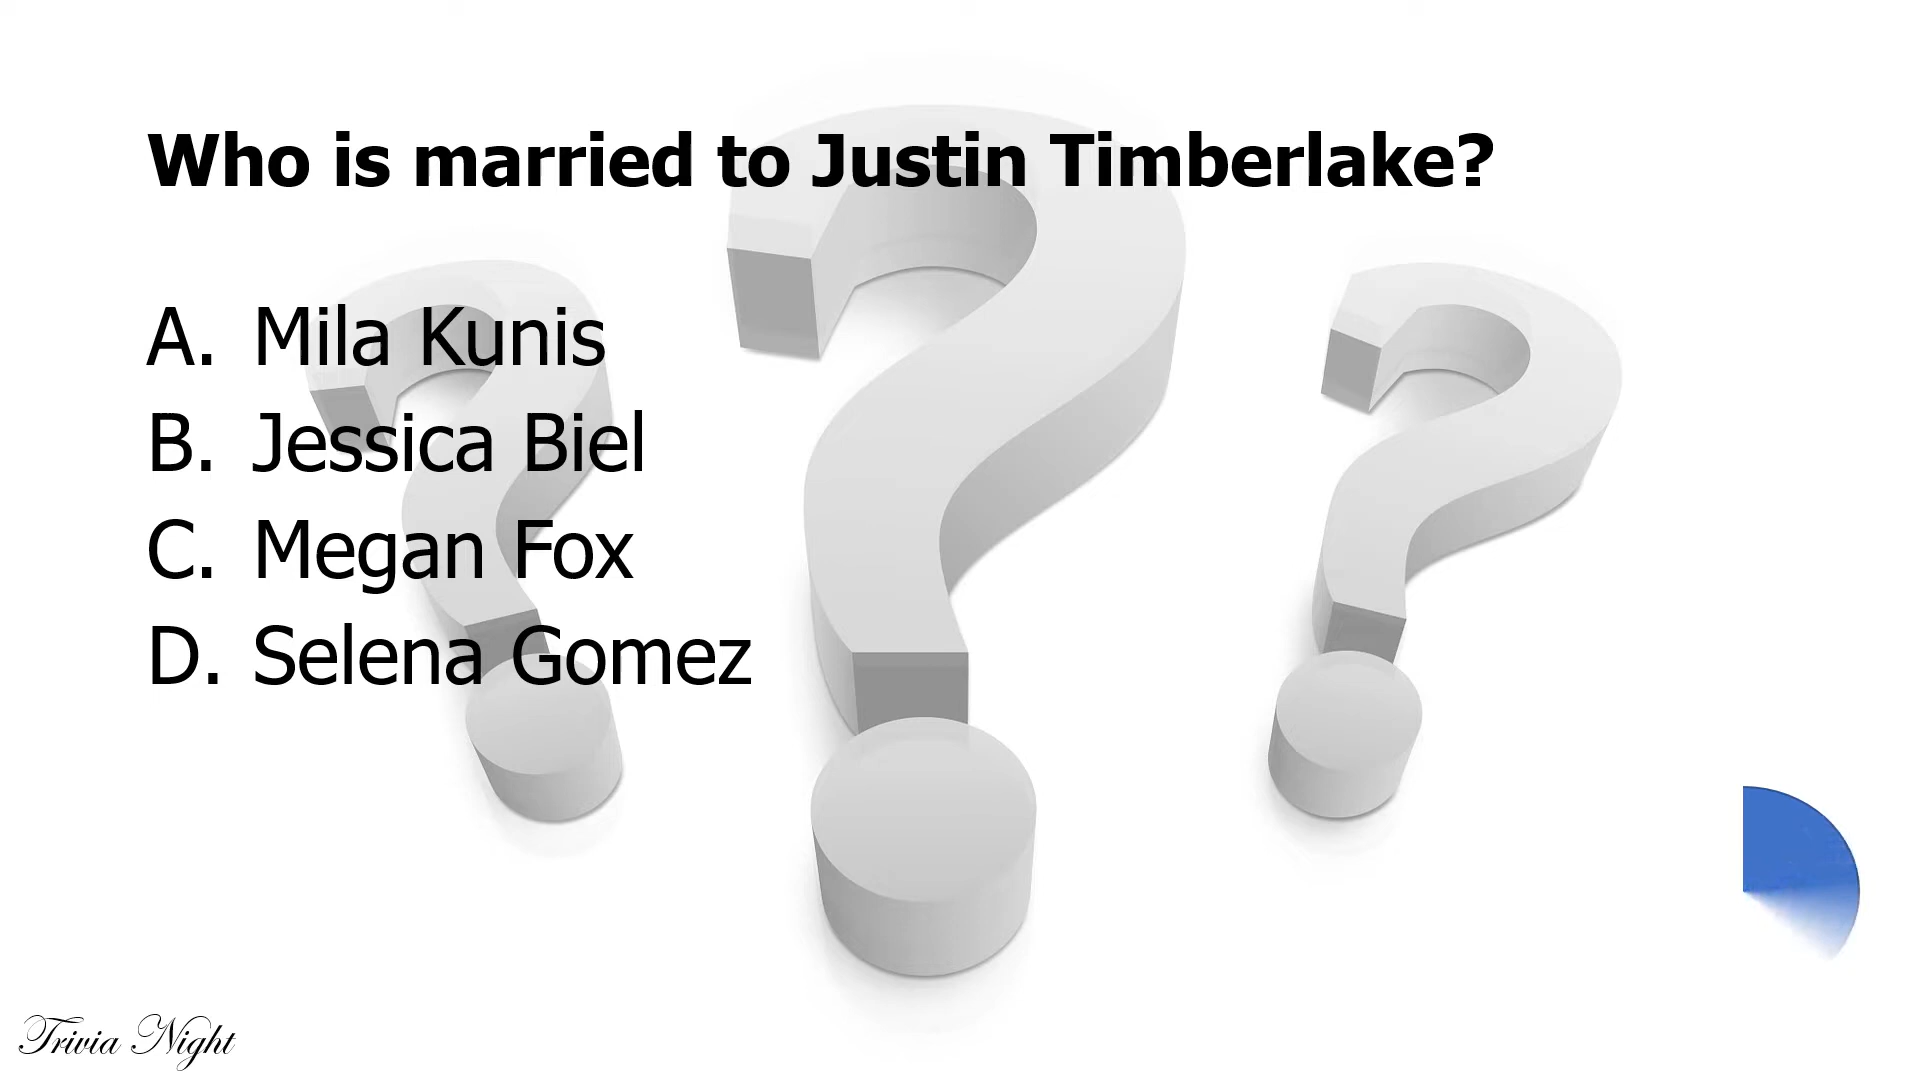 Who is married to Justin Timberlake?
A. Mila Kunis
B. Jessica Biel
C. Megan Fox
D. Selena Gomez
Trivia Night